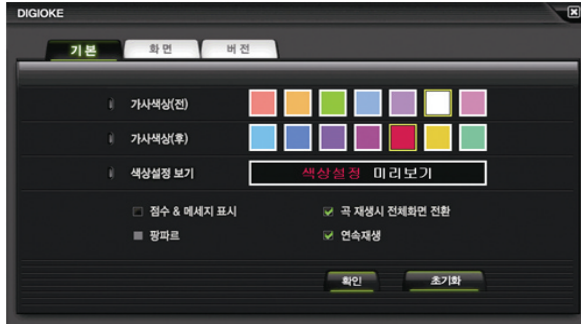 DIGIOKE
기본 화면 버전
가사색상(전)
가사색상(후)
색상설정 보기 색상설정 미리보기
점수 & 메세지 표시 곡 재생시 전체화면 전환
팡파르 연속재생
확인 초기화